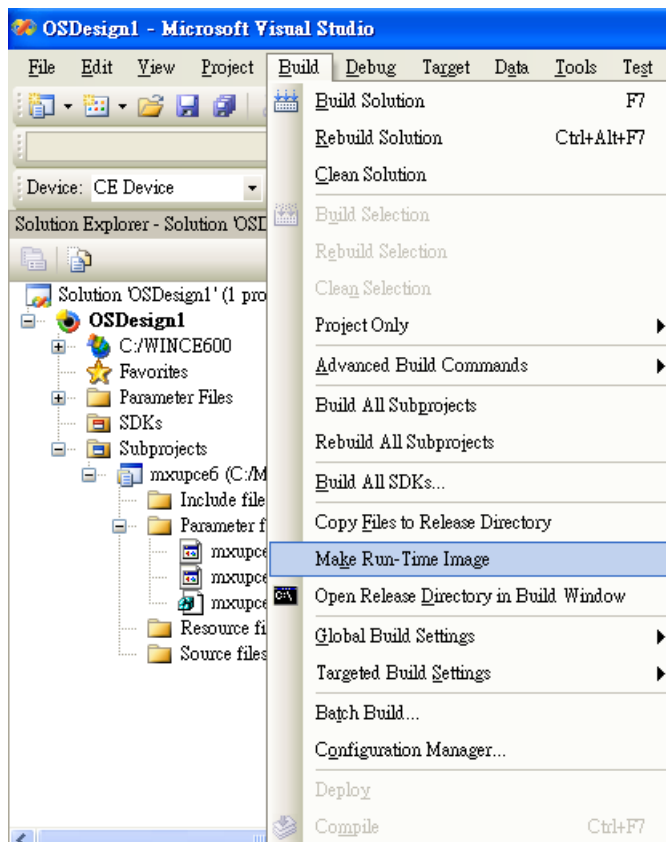 OSDesign1 - Microsoft Visual Studio
File Edit View Project Build Debug Target Data Tools Test
Device: CE Device
Solution Explorer - Solution 'OSD
Solution 'OSDesign1' (1 pro
OSDesign1
C:/WINCE600
Favorites
Parameter Files
SDKs
Subprojects
mxupce6 (C:/M
Include file
Parameter f
mxupce
mxupce
mxupce
Resource fi
Source files
Build Solution F7
Rebuild Solution Ctrl+Alt+F7
Clean Solution
Build Selection
Rebuild Selection
Clean Selection
Project Only
Advanced Build Commands
Build All Subprojects
Rebuild All Subprojects
Build All SDKs...
Copy Files to Release Directory
Make Run-Time Image
Open Release Directory in Build Window
Global Build Settings
Targeted Build Settings
Batch Build...
Configuration Manager...
Deploy
Compile Ctrl+F7